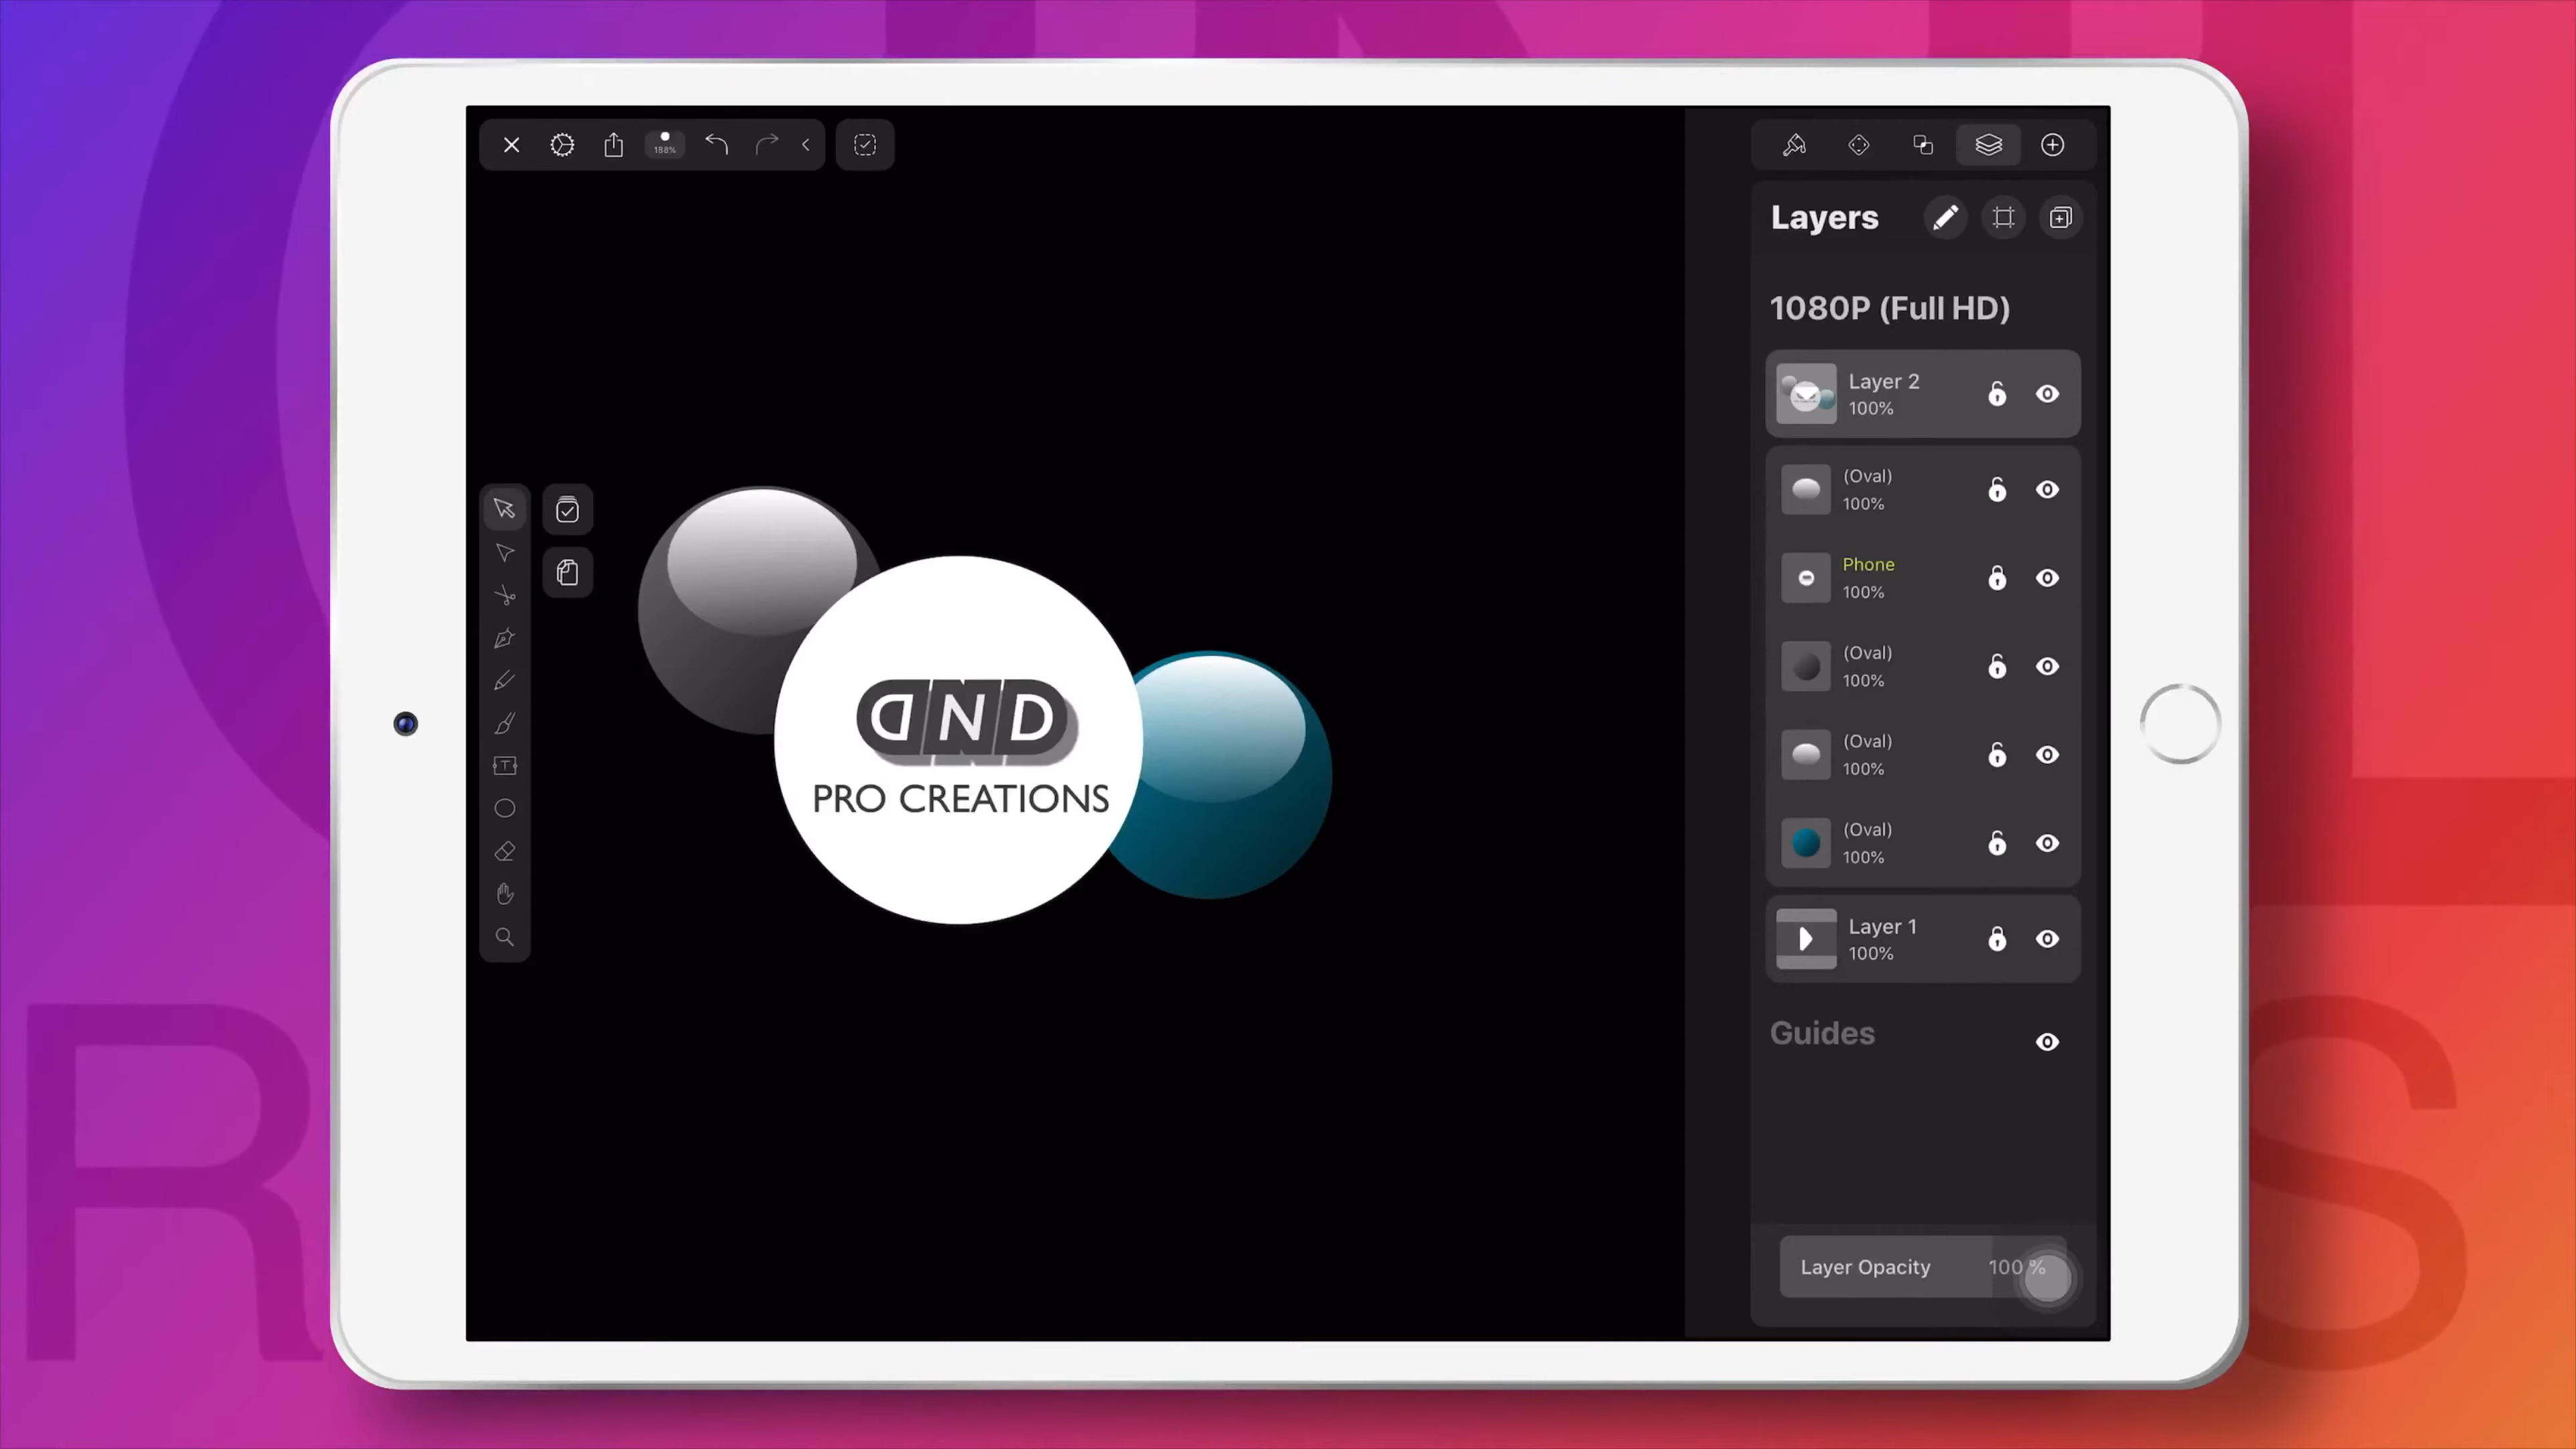 188%
Layers
1080P (Full HD)
Layer 2
100%
(Oval)
100%
Phone
100%
(Oval)
100%
(Oval)
100%
(Oval)
100%
Layer 1
100%
Guides
Layer Opacity 100 %
DND
PRO CREATIONS
T
R
S